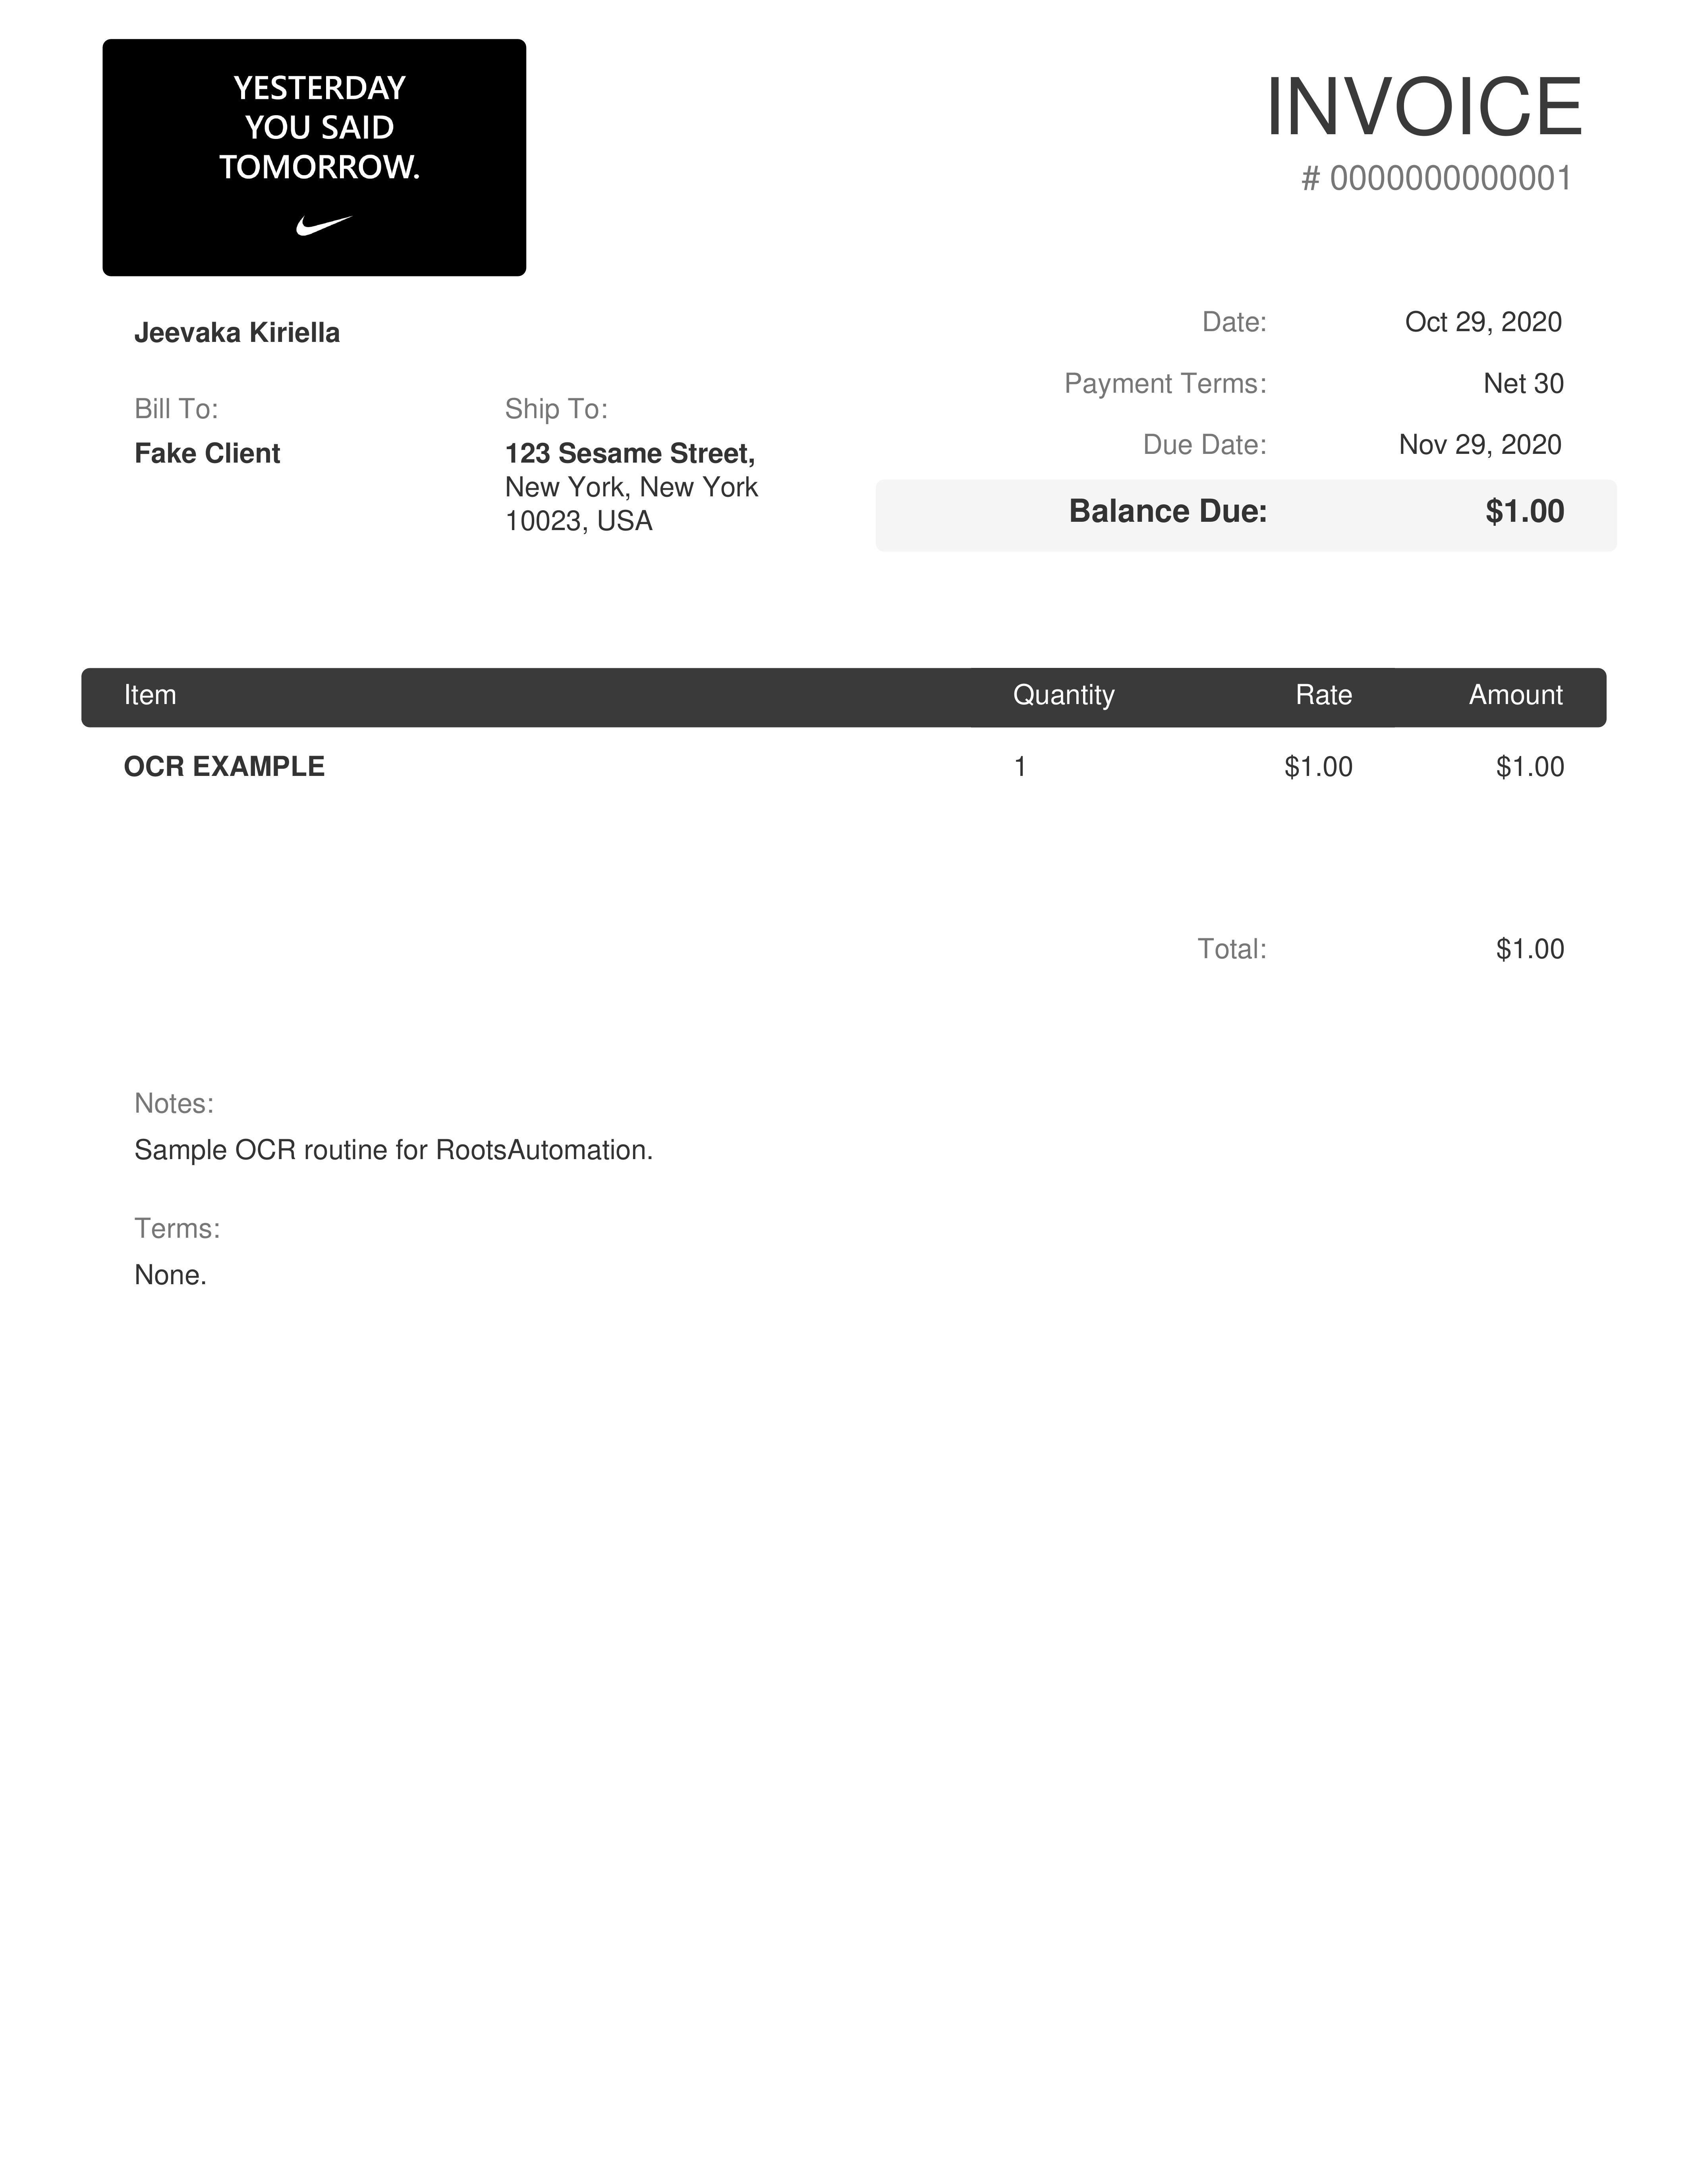 YESTERDAY
YOU SAID
TOMORROW.
INVOICE
# 0000000000001
Jeevaka Kiriella
Date: Oct 29, 2020
Payment Terms: Net 30
Due Date: Nov 29, 2020
Balance Due: $1.00
Bill To:
Fake Client
Ship To:
123 Sesame Street,
New York, New York
10023, USA
Item Quantity Rate Amount
OCR EXAMPLE 1 $1.00 $1.00
Total: $1.00
Notes:
Sample OCR routine for RootsAutomation.
Terms:
None.